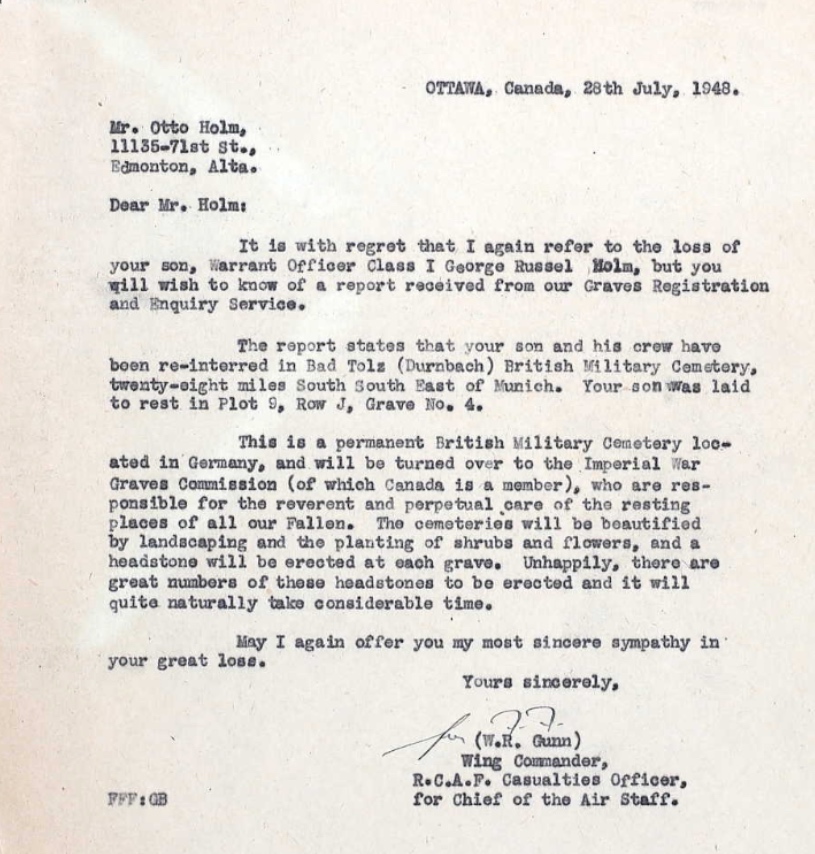 OTTAWA, Canada, 28th July, 1948.
Mr. Otto Holm,
11135-71st St.,
Edmonton, Alta.
Dear Mr. Holm:
It is with regret that I again refer to the loss of
your son, Warrant Officer Class I George Russel Holm, but you
will wish to know of a report received from our Graves Registration
and Enquiry Service.
The report states that your son and his crew have
been re-interred in Bad Tolz (Durnbach) British Military Cemetery,
twenty-eight miles South South East of Munich. Your son was laid
to rest in Plot 9, Row J, Grave No. 4.
This is a permanent British Military Cemetery loc-
ated in Germany, and will be turned over to the Imperial War
Graves Commission (of which Canada is a member), who are res-
ponsible for the reverent and perpetual care of the resting
places of all our Fallen. The cemeteries will be beautified
by landscaping and the planting of shrubs and flowers, and a
headstone will be erected at each grave. Unhappily, there are
great numbers of these headstones to be erected and it will
quite naturally take considerable time.
May I again offer you my most sincere sympathy in
your great loss.
Yours sincerely,
for
(W.R. Gunn)
Wing Commander,
R.C.A.F. Casualties Officer,
FFF:GB for Chief of the Air Staff.